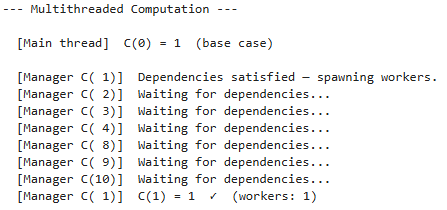 --- Multithreaded Computation ---
[Main thread]  C(0) = 1  (base case)
[Manager C( 1)]  Dependencies satisfied — spawning workers.
[Manager C( 2)]  Waiting for dependencies...
[Manager C( 3)]  Waiting for dependencies...
[Manager C( 4)]  Waiting for dependencies...
[Manager C( 8)]  Waiting for dependencies...
[Manager C( 9)]  Waiting for dependencies...
[Manager C(10)]  Waiting for dependencies...
[Manager C( 1)]  C(1) = 1  ✓  (workers: 1)